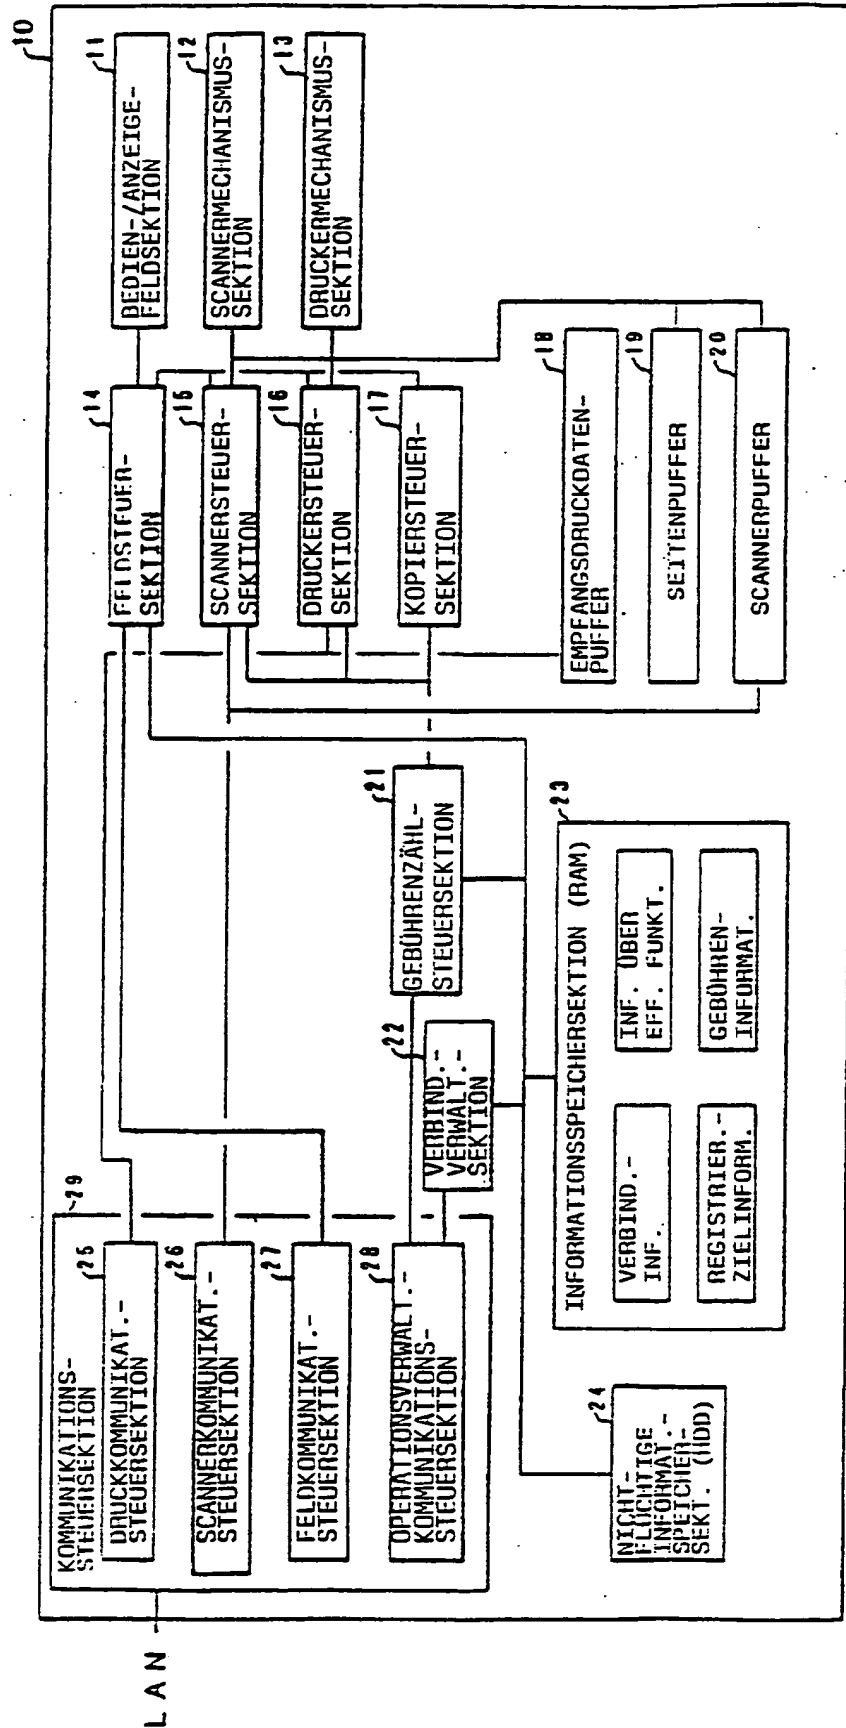 10
LAN
29
KOMMUNIKATIONS-
STEUERSEKTION
25
DRUCKKOMMUNIKAT.-
STEUERSEKTION
26
SCANNERKOMMUNIKAT.-
STEUERSEKTION
27
FELDKOMMUNIKAT.-
STEUERSEKTION
28
OPERATIONSVERWALT.-
KOMMUNIKATIONS-
STEUERSEKTION
22
VERBIND.-
VERWALT.-
SEKTION
21
GEBÜHRENZÄHL-
STEUERSEKTION
14
FELDSTEUER-
SEKTION
15
SCANNERSTEUER-
SEKTION
16
DRUCKERSTEUER-
SEKTION
17
KOPIERSTEUER-
SEKTION
11
BEDIEN-/ANZEIGE-
FELDSEKTION
12
SCANNERMECHANISMUS-
SEKTION
13
DRUCKERMECHANISMUS-
SEKTION
18
EMPFANGSDRUCKDATEN-
PUFFER
19
SEITENPUFFER
20
SCANNERPUFFER
24
NICHT-
FLÜCHTIGE
INFORMAT.-
SPEICHER-
SEKT. (HDD)
23
INFORMATIONSSPEICHERSEKTION (RAM)
VERBIND.-
INF.
INF. ÜBER
EFF. FUNKT.
REGISTRIER.-
ZIELINFORM.
GEBÜHREN-
INFORMAT.